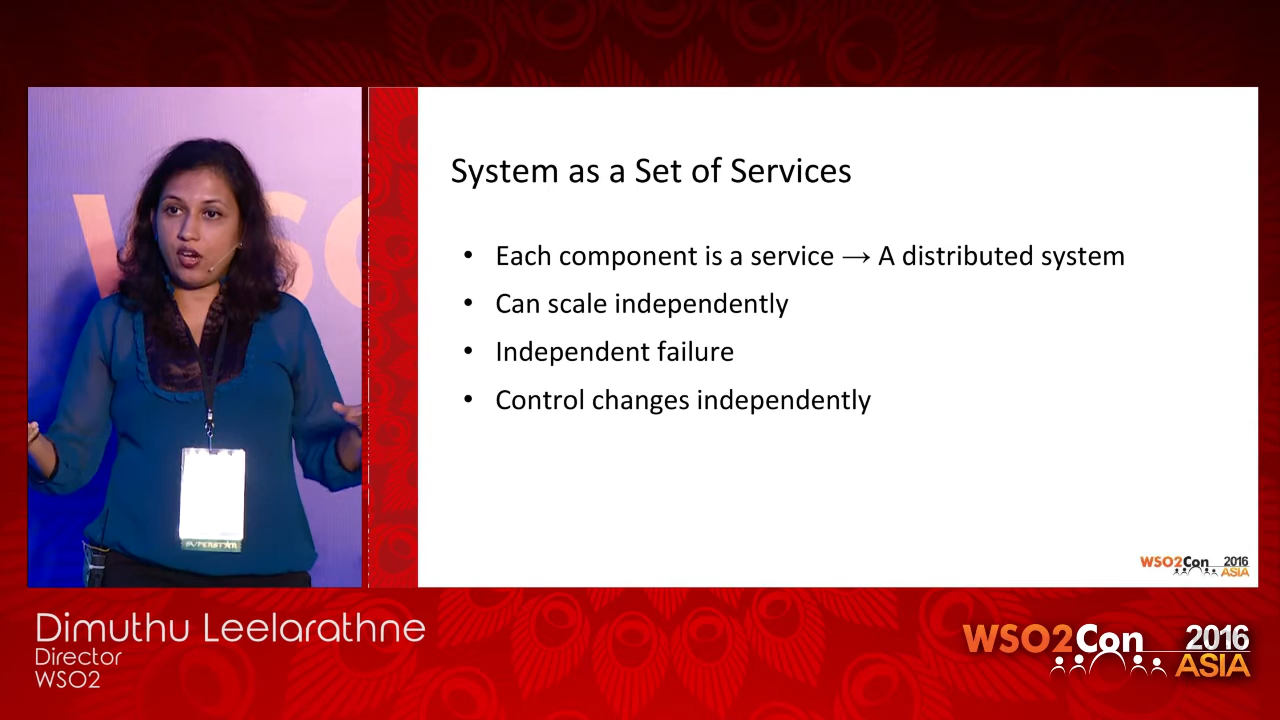 System as a Set of Services
• Each component is a service → A distributed system
• Can scale independently
• Independent failure
• Control changes independently
WSO2Con 2016
ASIA
SUPERSTAR
Dimuthu Leelarathne
Director
WSO2
WSO2Con 2016
ASIA